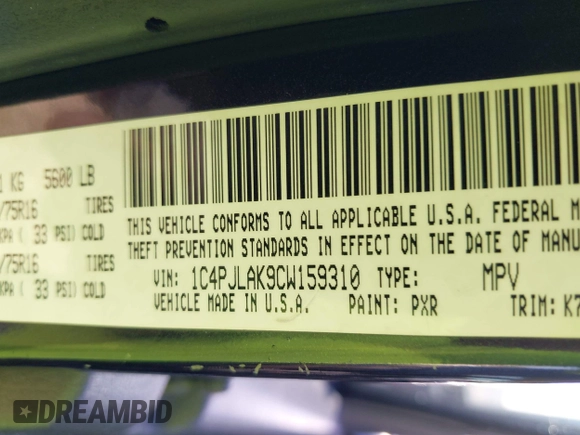 KG 5600 LB
/75R16 TIRES
KPA ( 33 PSI) COLD
/75R16 TIRES
KPA ( 33 PSI) COLD
THIS VEHICLE CONFORMS TO ALL APPLICABLE U.S.A. FEDERAL
THEFT PREVENTION STANDARDS IN EFFECT ON THE DATE OF MANU
VIN: 1C4PJLAK9CW159310 TYPE: MPV
VEHICLE MADE IN U.S.A. PAINT: PXR TRIM: K7
DREAMBID